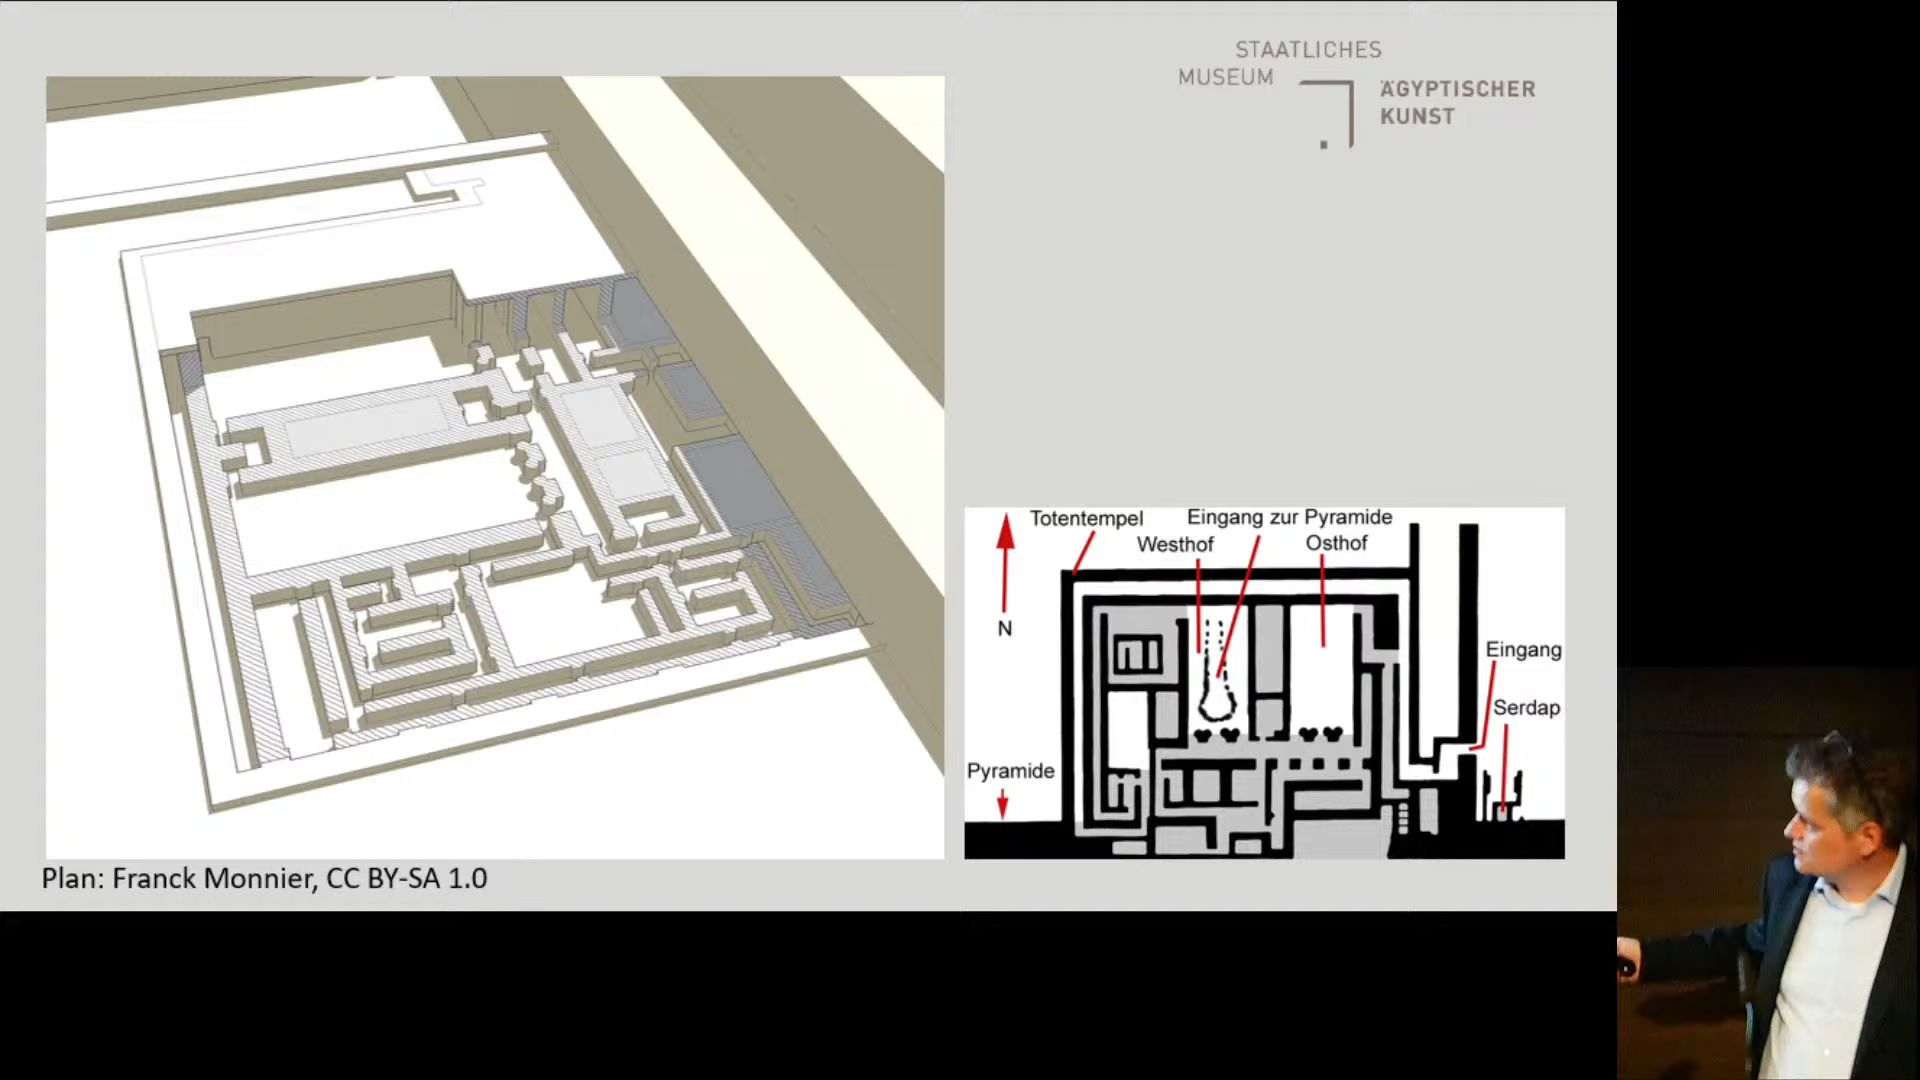 STAATLICHES
MUSEUM
ÄGYPTISCHER
KUNST
Totentempel
Eingang zur Pyramide
Westhof
Osthof
N
Eingang
Serdap
Pyramide
Plan: Franck Monnier, CC BY-SA 1.0